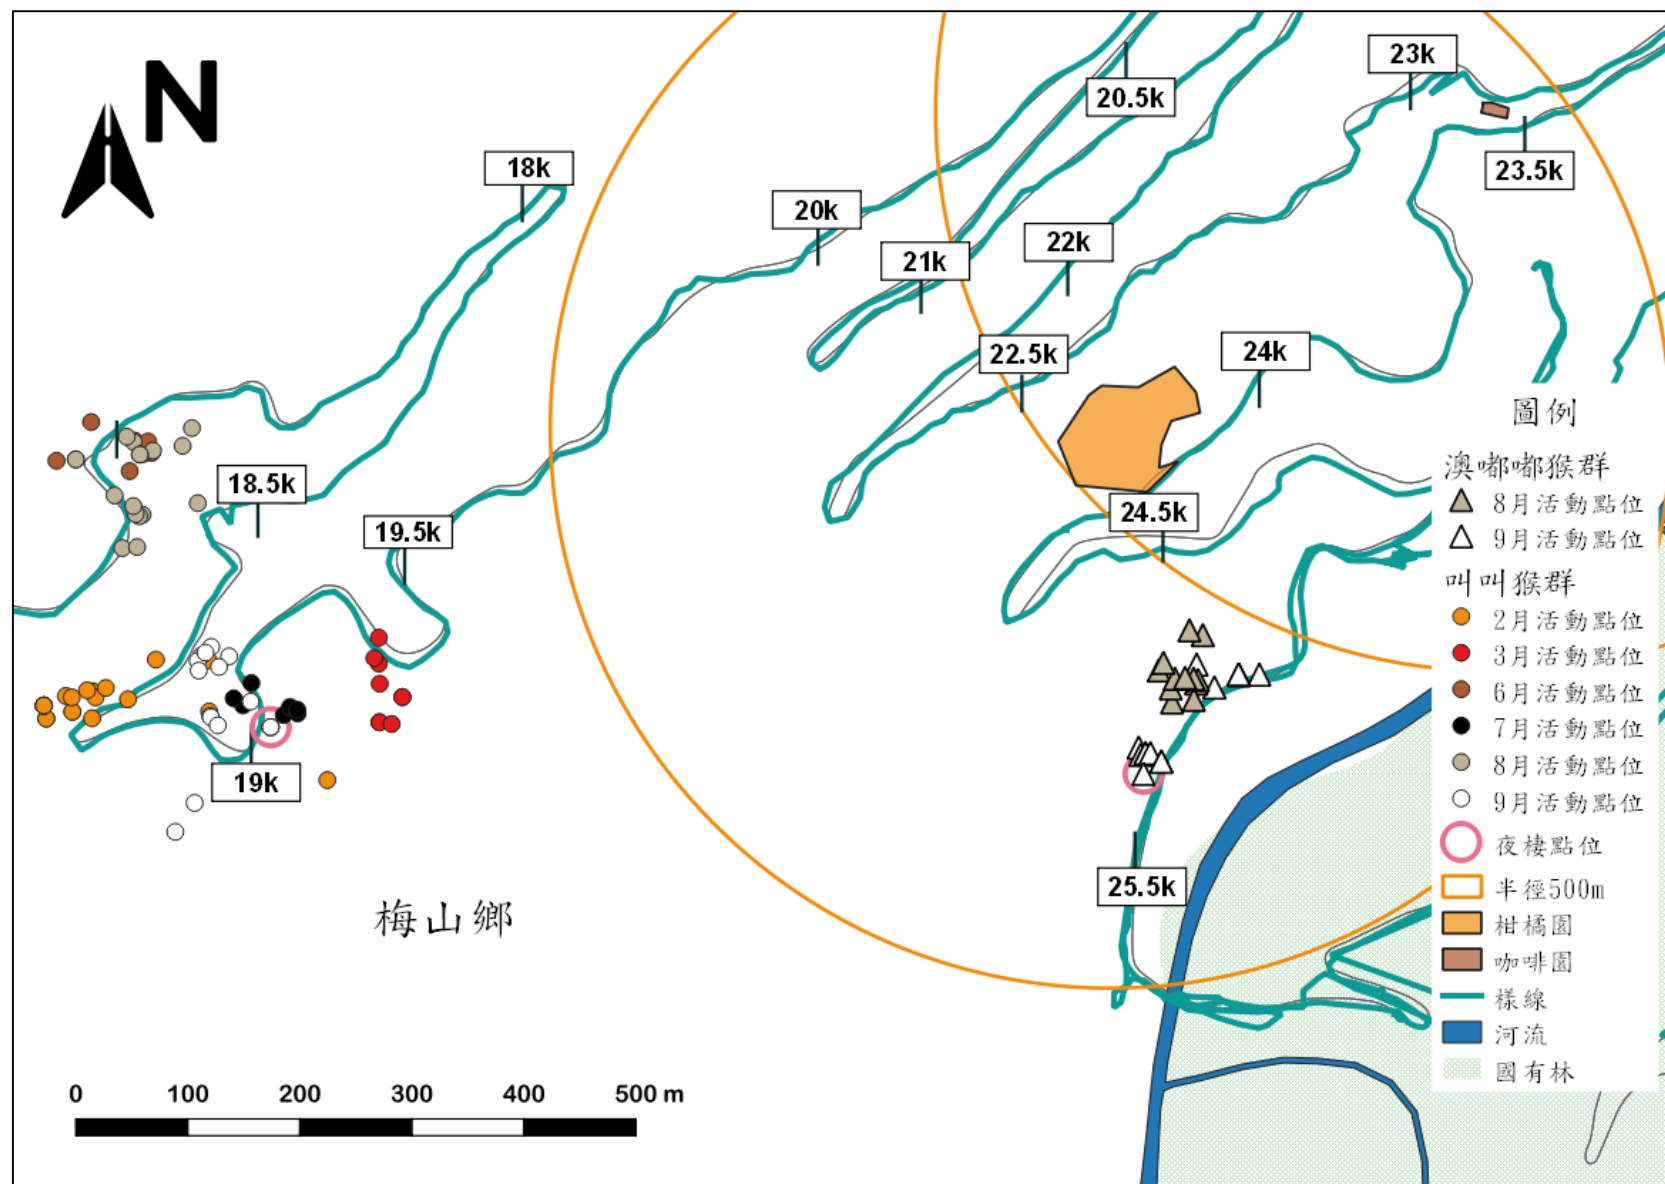 N
23k
20.5k
18k
23.5k
20k
22k
21k
22.5k
24k
圖例
澳嘟嘟猴群
8月活動點位
9月活動點位
叫叫猴群
2月活動點位
3月活動點位
6月活動點位
7月活動點位
8月活動點位
9月活動點位
夜棲點位
半徑500m
柑橘園
咖啡園
樣線
河流
國有林
18.5k
24.5k
19.5k
19k
25.5k
梅山鄉
0 100 200 300 400 500 m